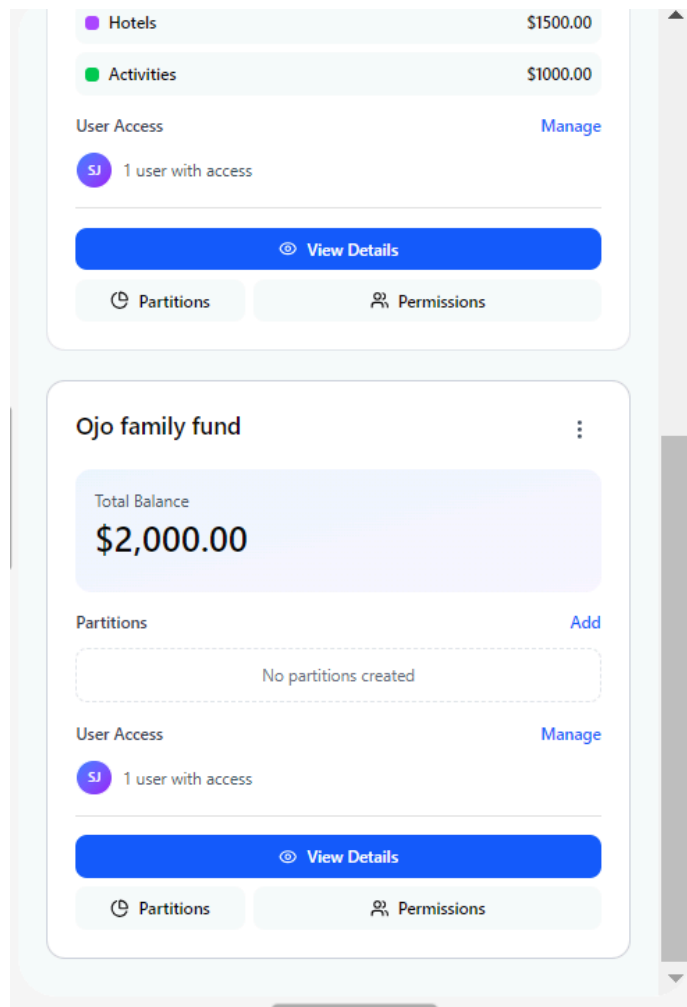 Hotels $1500.00
Activities $1000.00
User Access Manage
SJ 1 user with access
View Details
Partitions Permissions
Ojo family fund
Total Balance
$2,000.00
Partitions Add
No partitions created
User Access Manage
SJ 1 user with access
View Details
Partitions Permissions